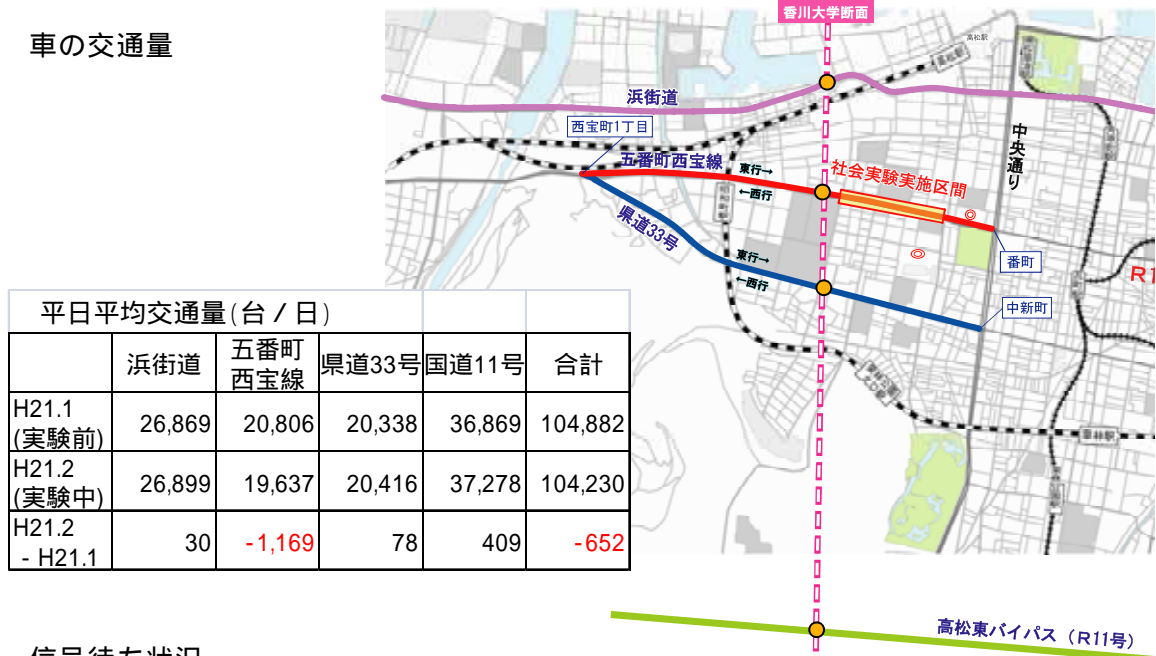 車の交通量
香川大学断面
高松駅
浜街道
西宝町1丁目
五番町西宝線
東行→
←西行
社会実験実施区間
中央通り
県道33号
東行→
←西行
番町
R1
中新町
平日平均交通量(台/日)
浜街道 五番町西宝線 県道33号 国道11号 合計
H21.1(実験前) 26,869 20,806 20,338 36,869 104,882
H21.2(実験中) 26,899 19,637 20,416 37,278 104,230
H21.2 - H21.1 30 -1,169 78 409 -652
高松東バイパス(R11号)